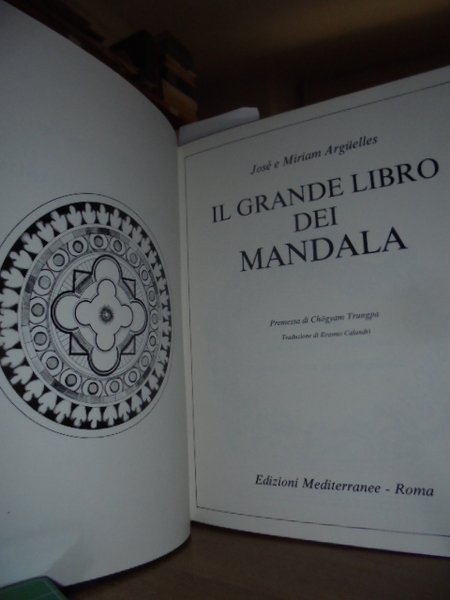 José e Miriam Argüelles
IL GRANDE LIBRO
DEI
MANDALA
Premessa di Chögyam Trungpa
Traduzione di Erasmo Calandri
Edizioni Mediterranee - Roma